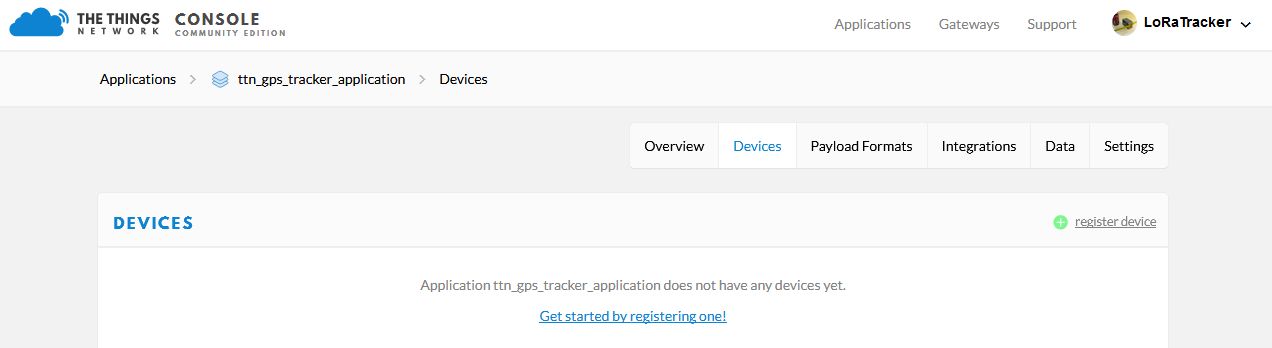 THE THINGS NETWORK CONSOLE COMMUNITY EDITION
Applications Gateways Support LoRaTracker
Applications > ttn_gps_tracker_application > Devices
Overview Devices Payload Formats Integrations Data Settings
DEVICES register device
Application ttn_gps_tracker_application does not have any devices yet.
Get started by registering one!